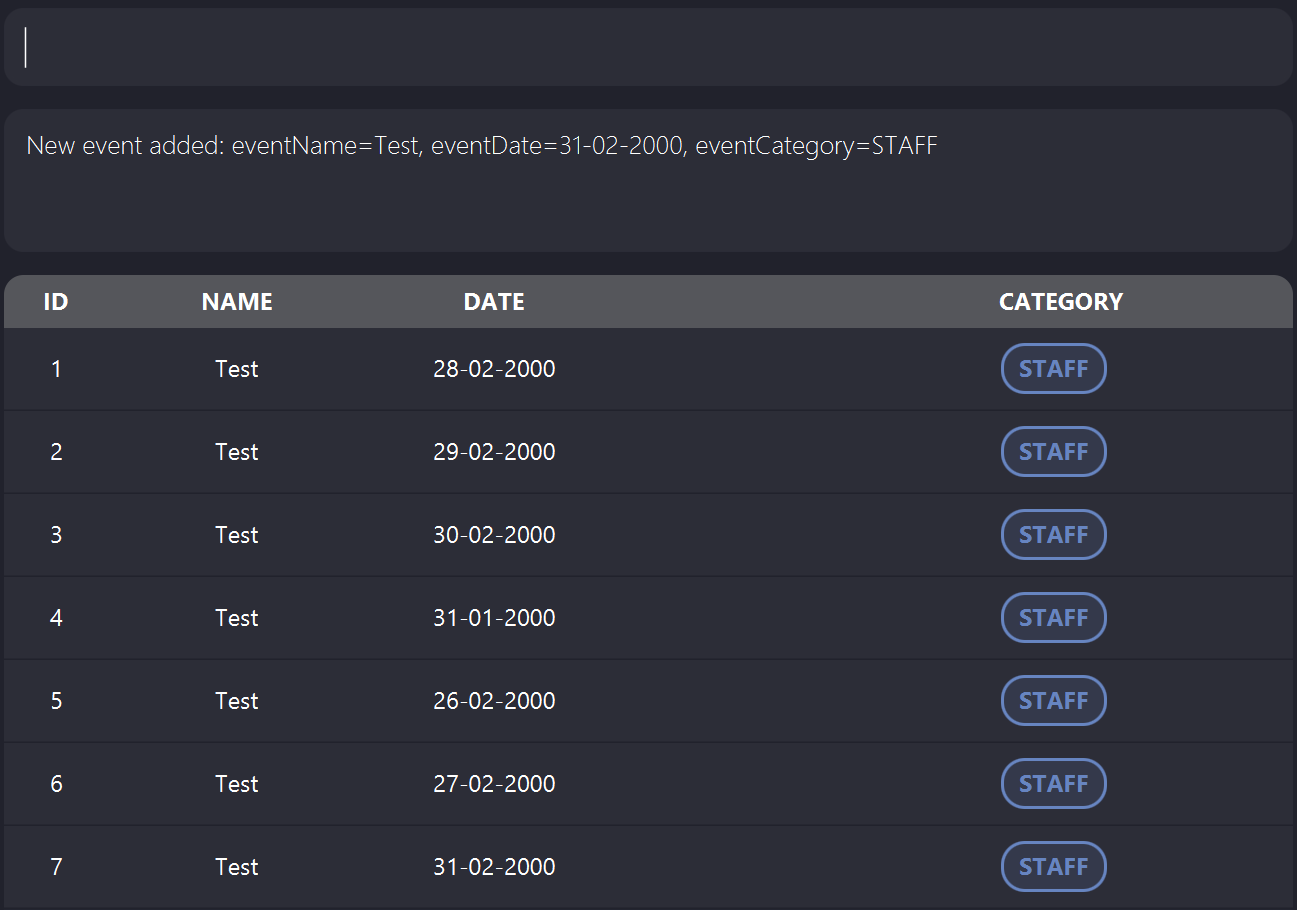 New event added: eventName=Test, eventDate=31-02-2000, eventCategory=STAFF
ID NAME DATE CATEGORY
1 Test 28-02-2000 STAFF
2 Test 29-02-2000 STAFF
3 Test 30-02-2000 STAFF
4 Test 31-01-2000 STAFF
5 Test 26-02-2000 STAFF
6 Test 27-02-2000 STAFF
7 Test 31-02-2000 STAFF